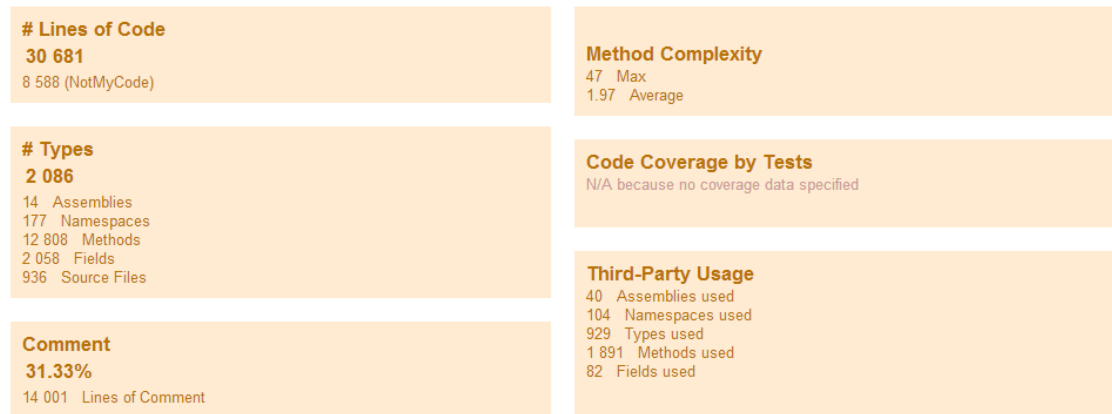 # Lines of Code
30 681
8 588 (NotMyCode)
# Types
2 086
14 Assemblies
177 Namespaces
12 808 Methods
2 058 Fields
936 Source Files
Comment
31.33%
14 001 Lines of Comment
Method Complexity
47 Max
1.97 Average
Code Coverage by Tests
N/A because no coverage data specified
Third-Party Usage
40 Assemblies used
104 Namespaces used
929 Types used
1 891 Methods used
82 Fields used